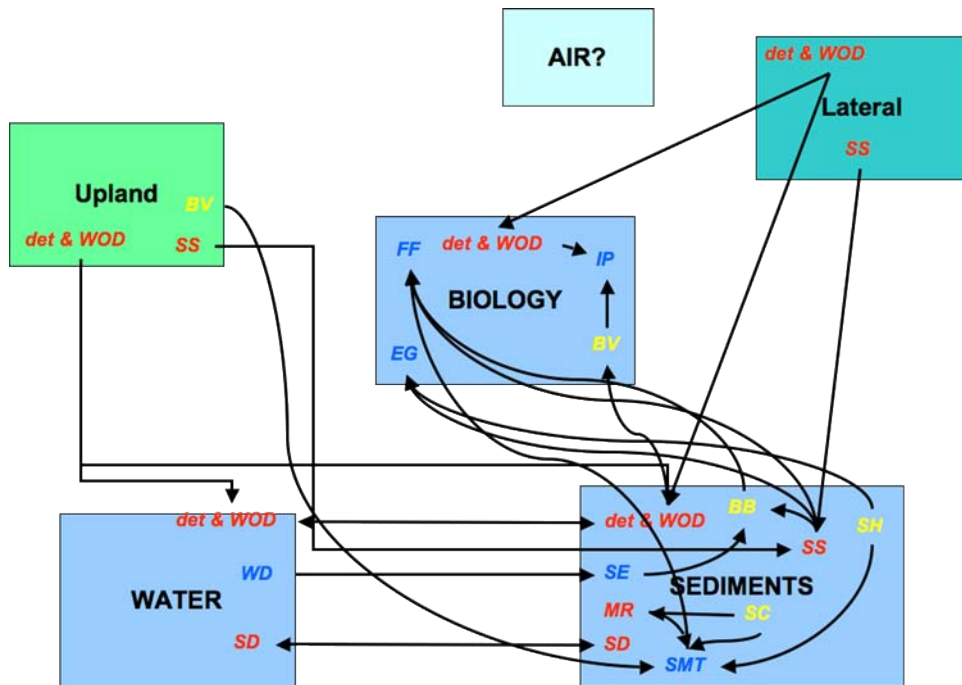 AIR?
det & WOD
Lateral
SS
Upland
BV
det & WOD
SS
FF
det & WOD
IP
BIOLOGY
EG
BV
det & WOD
WD
WATER
SD
det & WOD
BB
SS
SH
SE
SEDIMENTS
MR
SC
SD
SMT